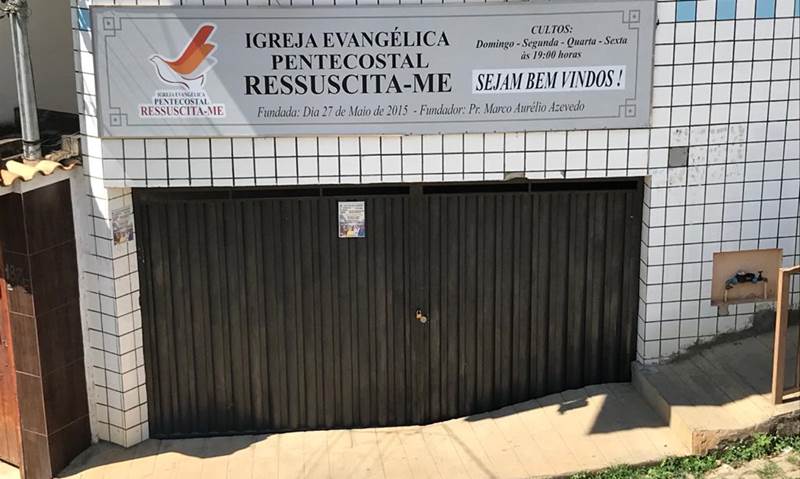 IGREJA EVANGÉLICA
PENTECOSTAL
RESSUSCITA-ME
CULTOS:
Domingo - Segunda - Quarta - Sexta
às 19:00 horas
SEJAM BEM VINDOS !
IGREJA EVANGÉLICA
PENTECOSTAL
RESSUSCITA-ME
Fundada: Dia 27 de Maio de 2015 - Fundador: Pr. Marco Aurélio Azevedo